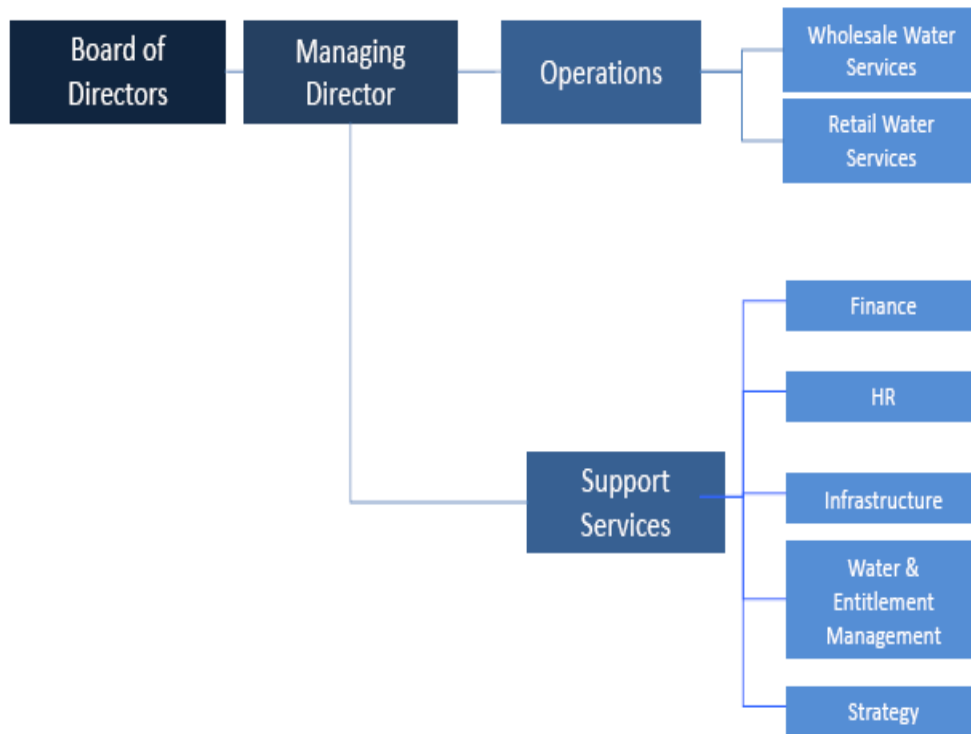 Board of
Directors
Managing
Director
Operations
Wholesale Water
Services
Retail Water
Services
Finance
HR
Support
Services
Infrastructure
Water &
Entitlement
Management
Strategy